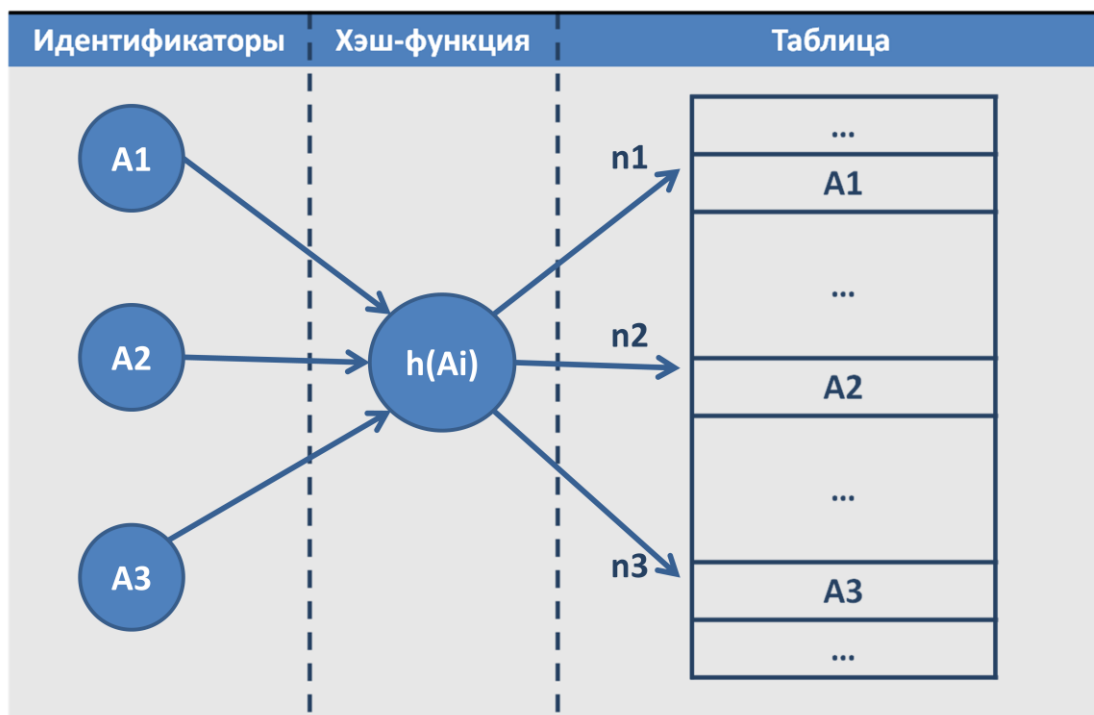 Идентификаторы Хэш-функция Таблица
A1
A2
A3
h(Ai)
n1
n2
n3
...
A1
...
A2
...
A3
...